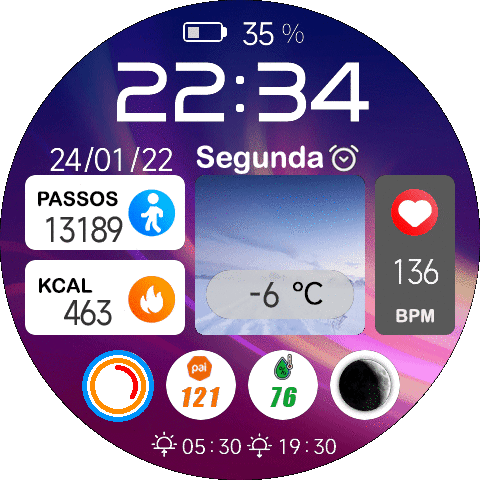 35 %
22:34
24/01/22 Segunda
PASSOS
13189
KCAL
463
-6 °C
136
BPM
pai
121
%
76
05:30 19:30